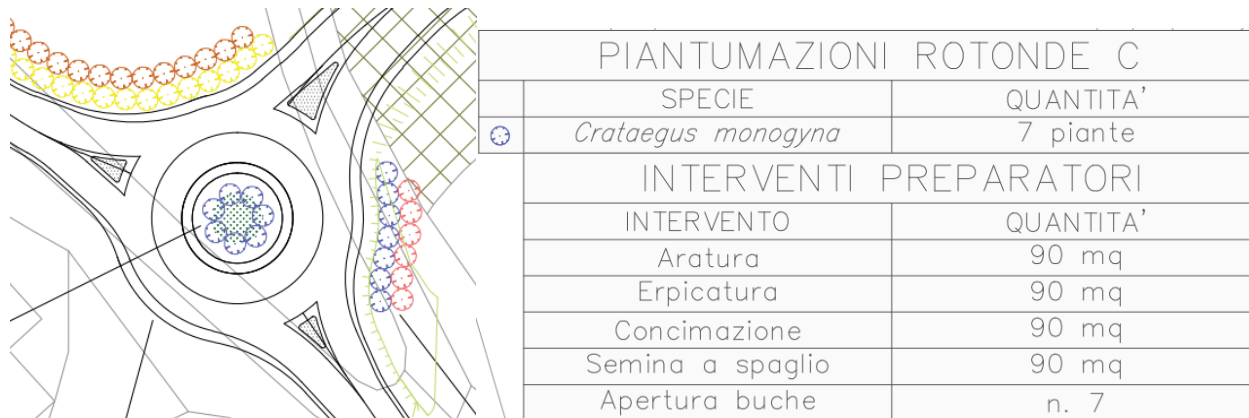 PIANTUMAZIONI ROTONDE C
SPECIE QUANTITA'
Crataegus monogyna 7 piante
INTERVENTI PREPARATORI
INTERVENTO QUANTITA'
Aratura 90 mq
Erpicatura 90 mq
Concimazione 90 mq
Semina a spaglio 90 mq
Apertura buche n. 7